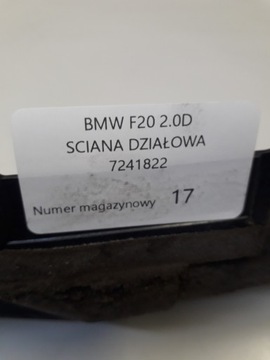 BMW F20 2.0D
SCIANA DZIAŁOWA
7241822
Numer magazynowy 17